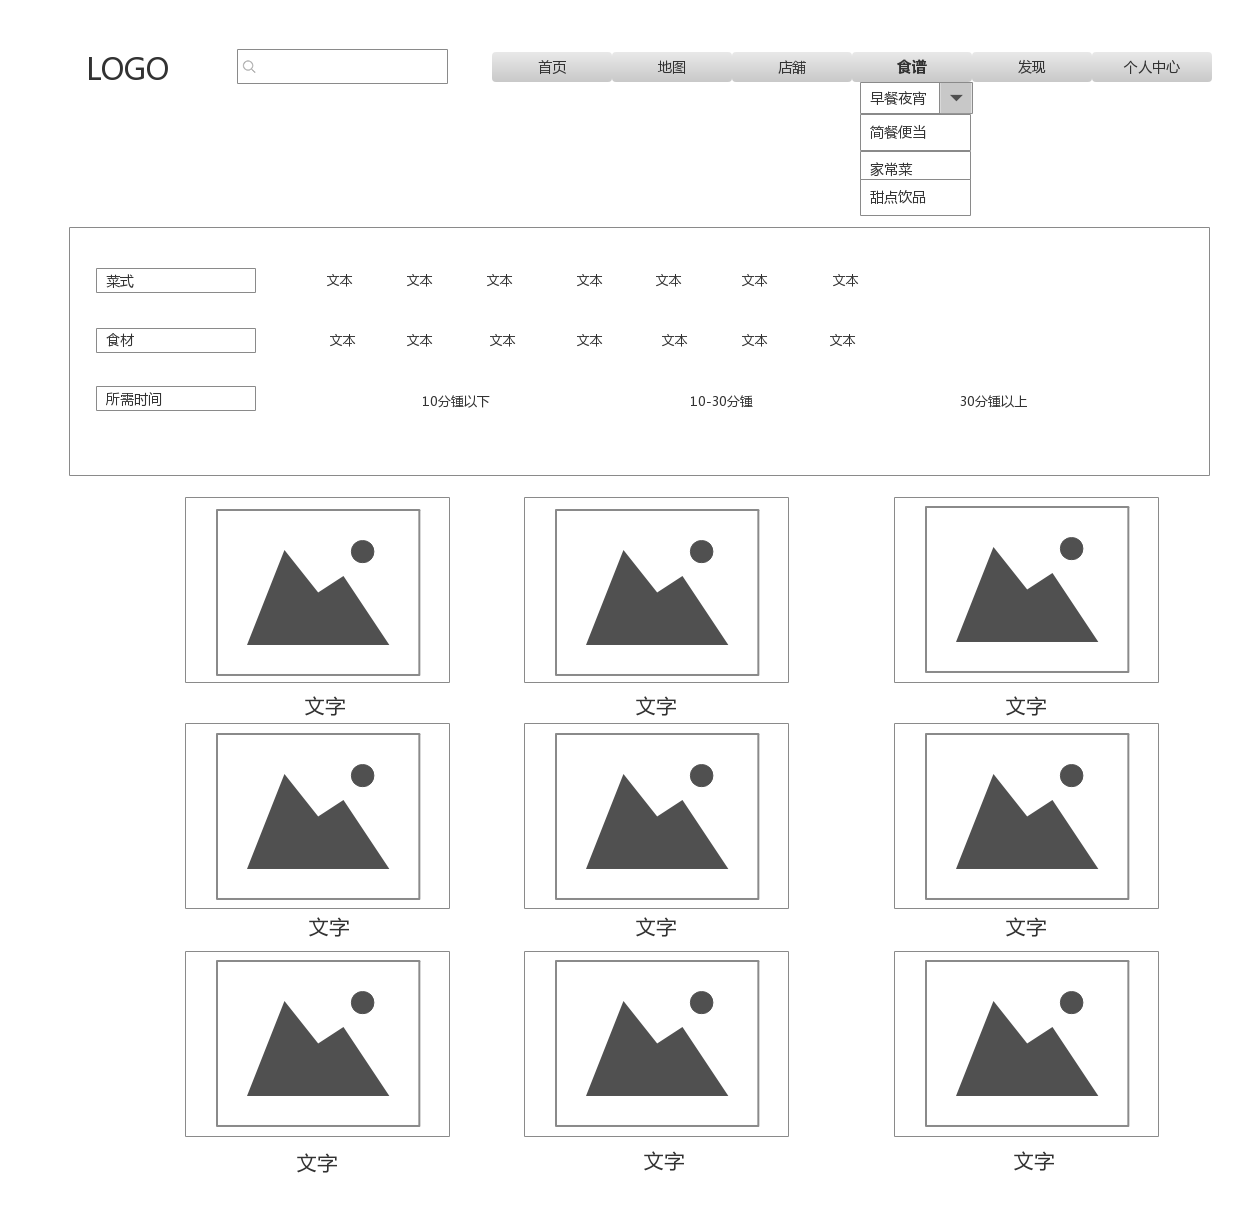 LOGO
首页 地图 店舖 食谱 发现 个人中心
早餐夜宵
简餐便当
家常菜
甜点饮品
菜式 文本 文本 文本 文本 文本 文本 文本
食材 文本 文本 文本 文本 文本 文本 文本
所需时间 10分锺以下 10-30分锺 30分锺以上
文字 文字 文字
文字 文字 文字
文字 文字 文字